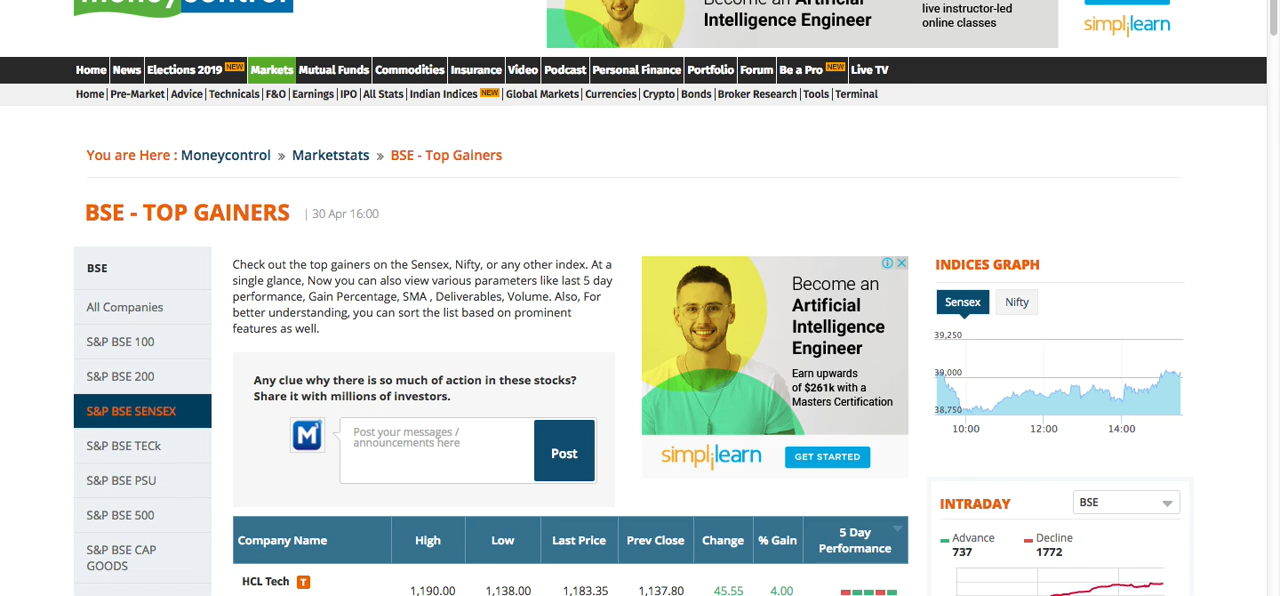 moneycontrol
Become an Artificial
Intelligence Engineer
live instructor-led
online classes
simplilearn
Home News Elections 2019 NEW Markets Mutual Funds Commodities Insurance Video Podcast Personal Finance Portfolio Forum Be a Pro NEW Live TV
Home Pre-Market Advice Technicals F&O Earnings IPO All Stats Indian Indices NEW Global Markets Currencies Crypto Bonds Broker Research Tools Terminal
You are Here : Moneycontrol » Marketstats » BSE - Top Gainers
BSE - TOP GAINERS | 30 Apr 16:00
BSE
All Companies
S&P BSE 100
S&P BSE 200
S&P BSE SENSEX
S&P BSE TECk
S&P BSE PSU
S&P BSE 500
S&P BSE CAP
GOODS
Check out the top gainers on the Sensex, Nifty, or any other index. At a
single glance, Now you can also view various parameters like last 5 day
performance, Gain Percentage, SMA , Deliverables, Volume. Also, For
better understanding, you can sort the list based on prominent
features as well.
Any clue why there is so much of action in these stocks?
Share it with millions of investors.
M
Post your messages /
announcements here
Post
Become an
Artificial
Intelligence
Engineer
Earn upwards
of $261k with a
Masters Certification
simplilearn
GET STARTED
INDICES GRAPH
Sensex Nifty
39,250
39,000
38,750
10:00 12:00 14:00
INTRADAY BSE
Advance Decline
737 1772
Company Name High Low Last Price Prev Close Change % Gain 5 Day
Performance
HCL Tech T
1,190.00 1,138.00 1,183.35 1,137.80 45.55 4.00